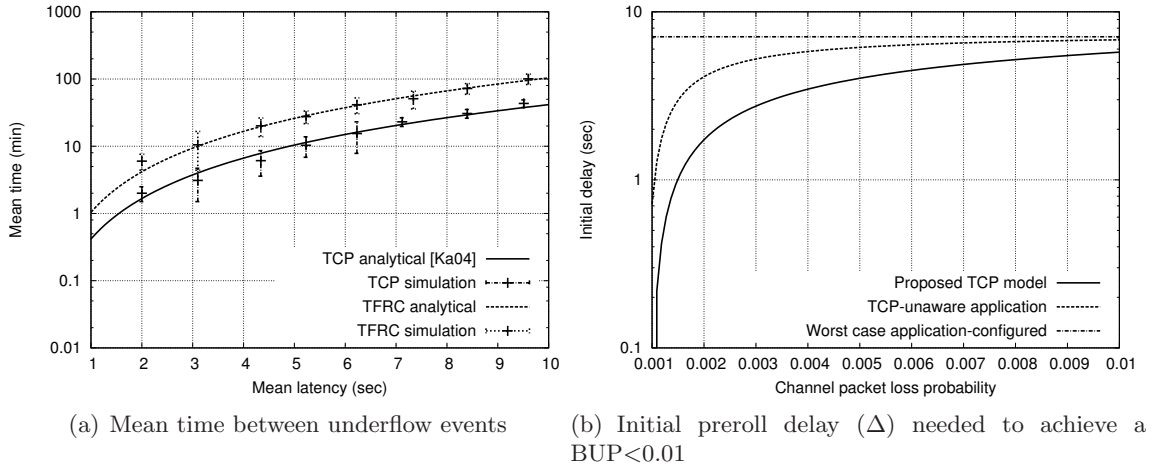 1000
100
10
1
0.1
0.01
Mean time (min)
TCP analytical [Ka04]
TCP simulation
TFRC analytical
TFRC simulation
1 2 3 4 5 6 7 8 9 10
Mean latency (sec)
(a) Mean time between underflow events
10
1
0.1
Initial delay (sec)
Proposed TCP model
TCP-unaware application
Worst case application-configured
0.001 0.002 0.003 0.004 0.005 0.006 0.007 0.008 0.009 0.01
Channel packet loss probability
(b) Initial preroll delay (Δ) needed to achieve a
BUP<0.01